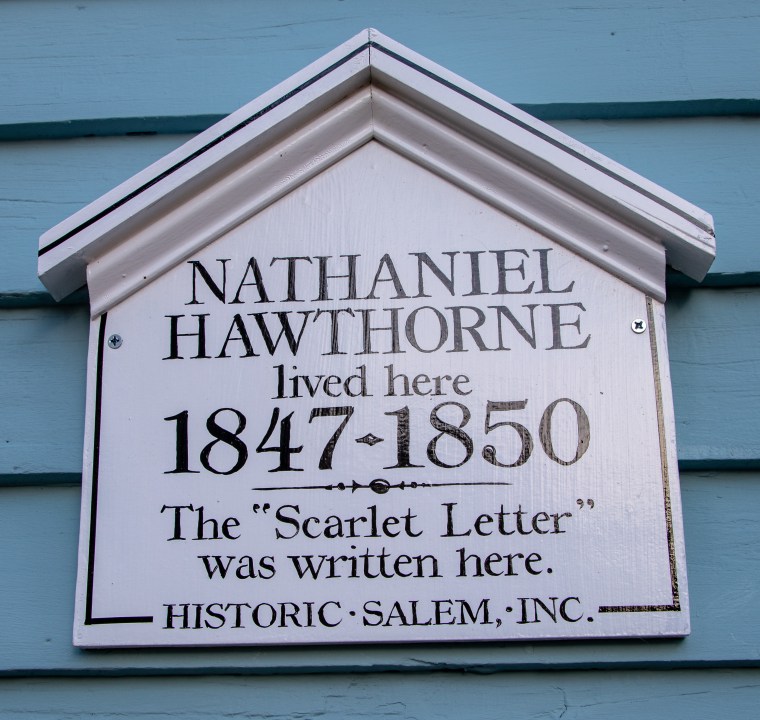 NATHANIEL
HAWTHORNE
lived here
1847-1850
The "Scarlet Letter"
was written here.
HISTORIC · SALEM, · INC.